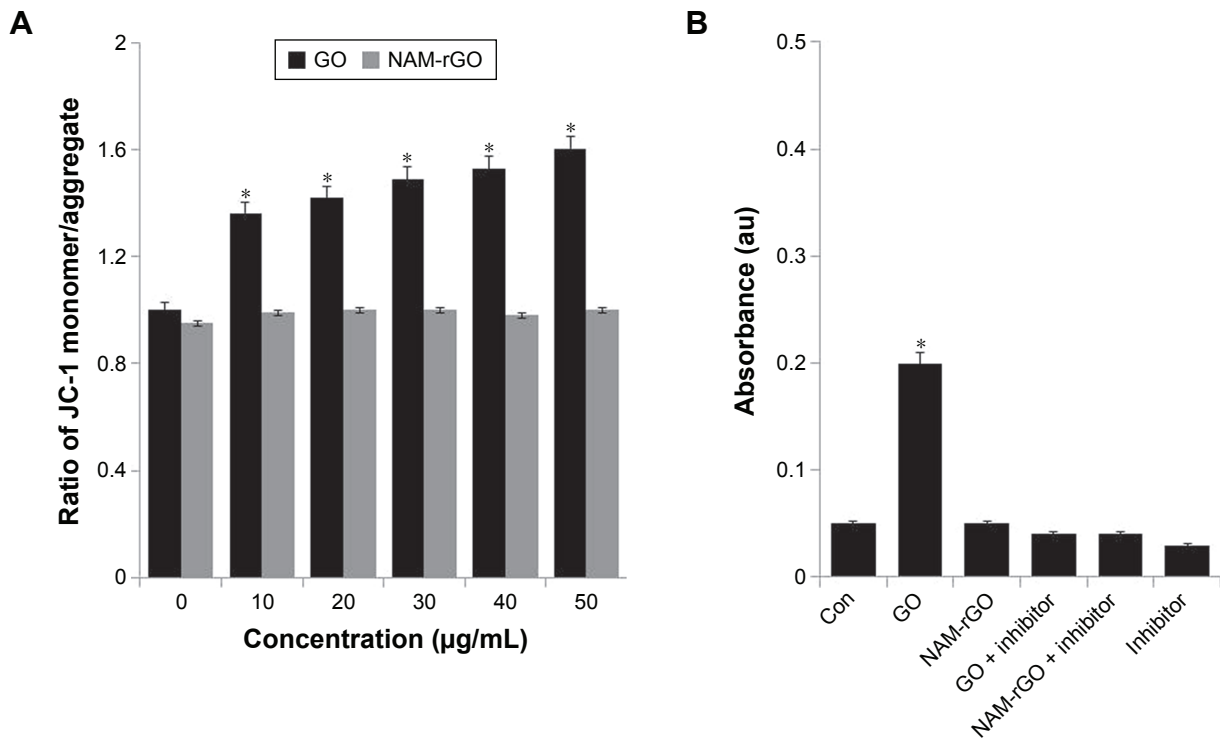 A
2
1.6
1.2
0.8
0.4
0
Ratio of JC-1 monomer/aggregate
GO NAM-rGO
*
*
*
*
*
0 10 20 30 40 50
Concentration (µg/mL)
B
0.5
0.4
0.3
0.2
0.1
0
Absorbance (au)
*
Con
GO
NAM-rGO
GO + inhibitor
NAM-rGO + inhibitor
Inhibitor